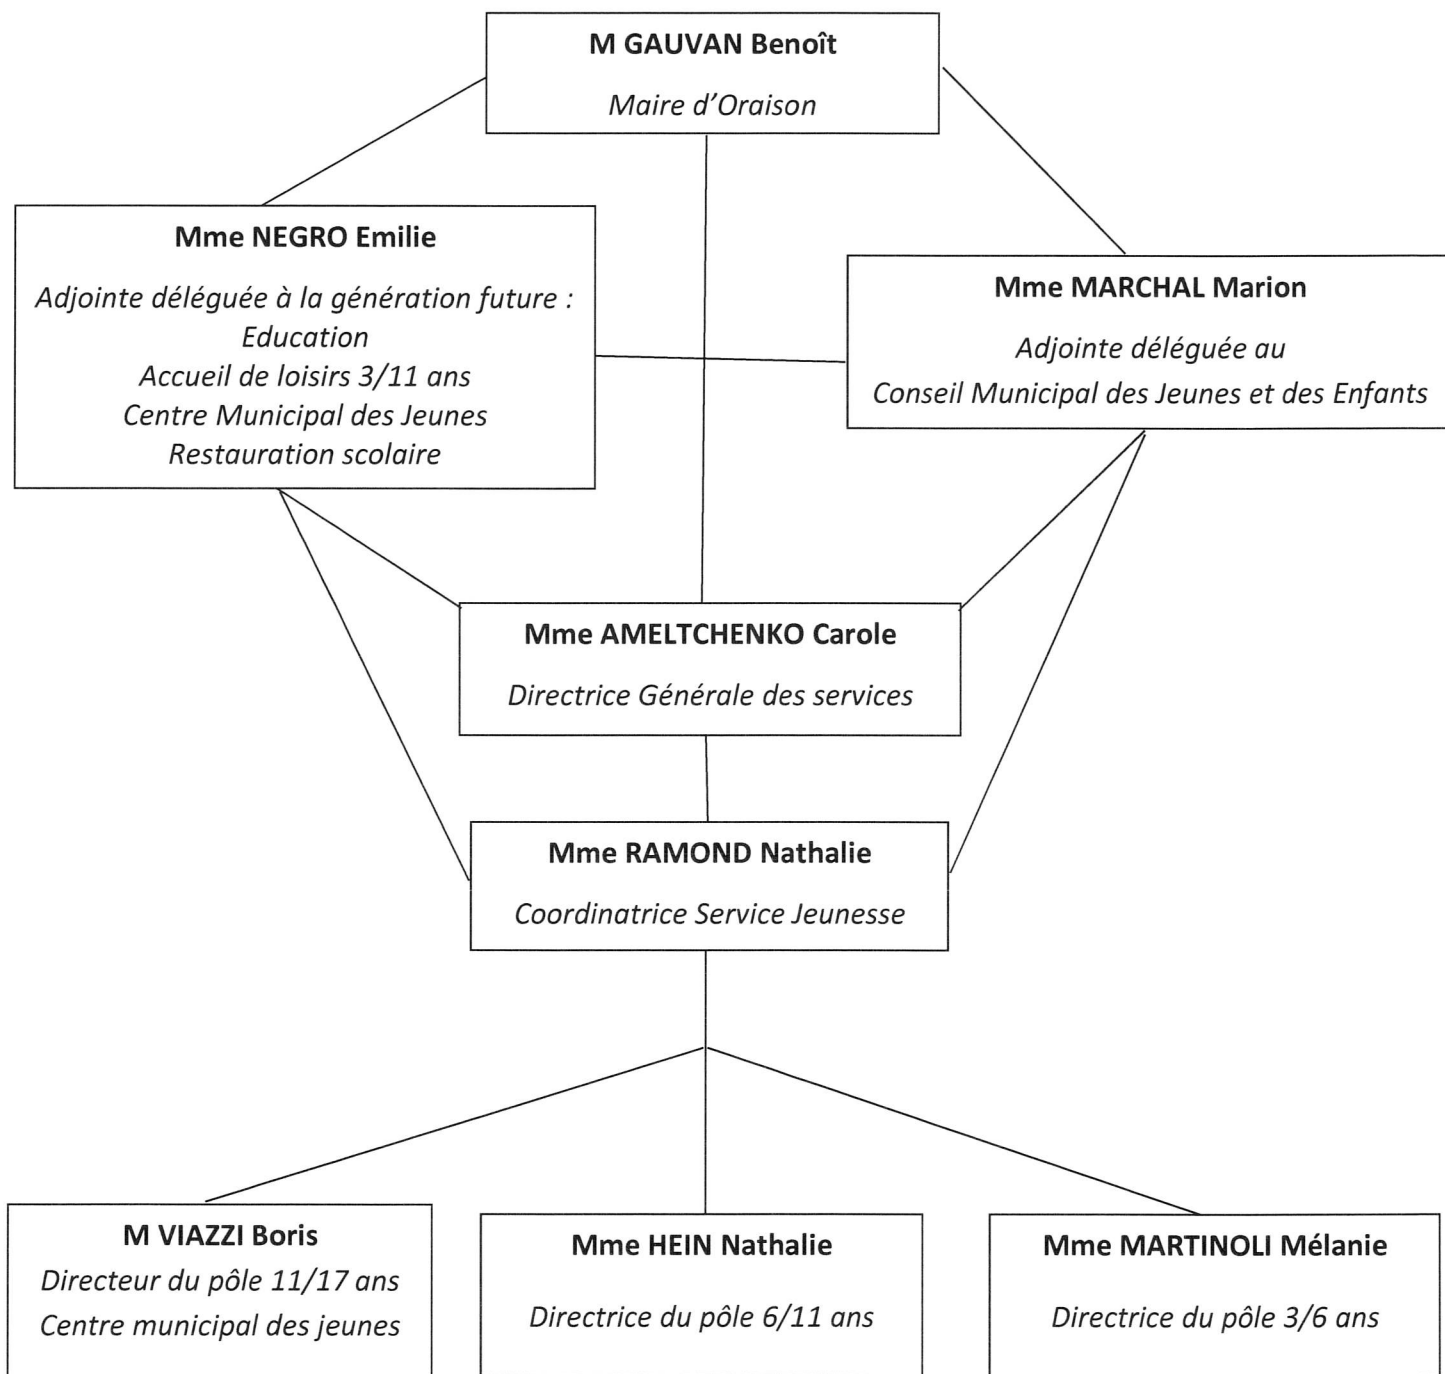 M GAUVAN Benoît
Maire d'Oraison
Mme NEGRO Emilie
Adjointe déléguée à la génération future :
Education
Accueil de loisirs 3/11 ans
Centre Municipal des Jeunes
Restauration scolaire
Mme MARCHAL Marion
Adjointe déléguée au
Conseil Municipal des Jeunes et des Enfants
Mme AMELTCHENKO Carole
Directrice Générale des services
Mme RAMOND Nathalie
Coordinatrice Service Jeunesse
M VIAZZI Boris
Directeur du pôle 11/17 ans
Centre municipal des jeunes
Mme HEIN Nathalie
Directrice du pôle 6/11 ans
Mme MARTINOLI Mélanie
Directrice du pôle 3/6 ans